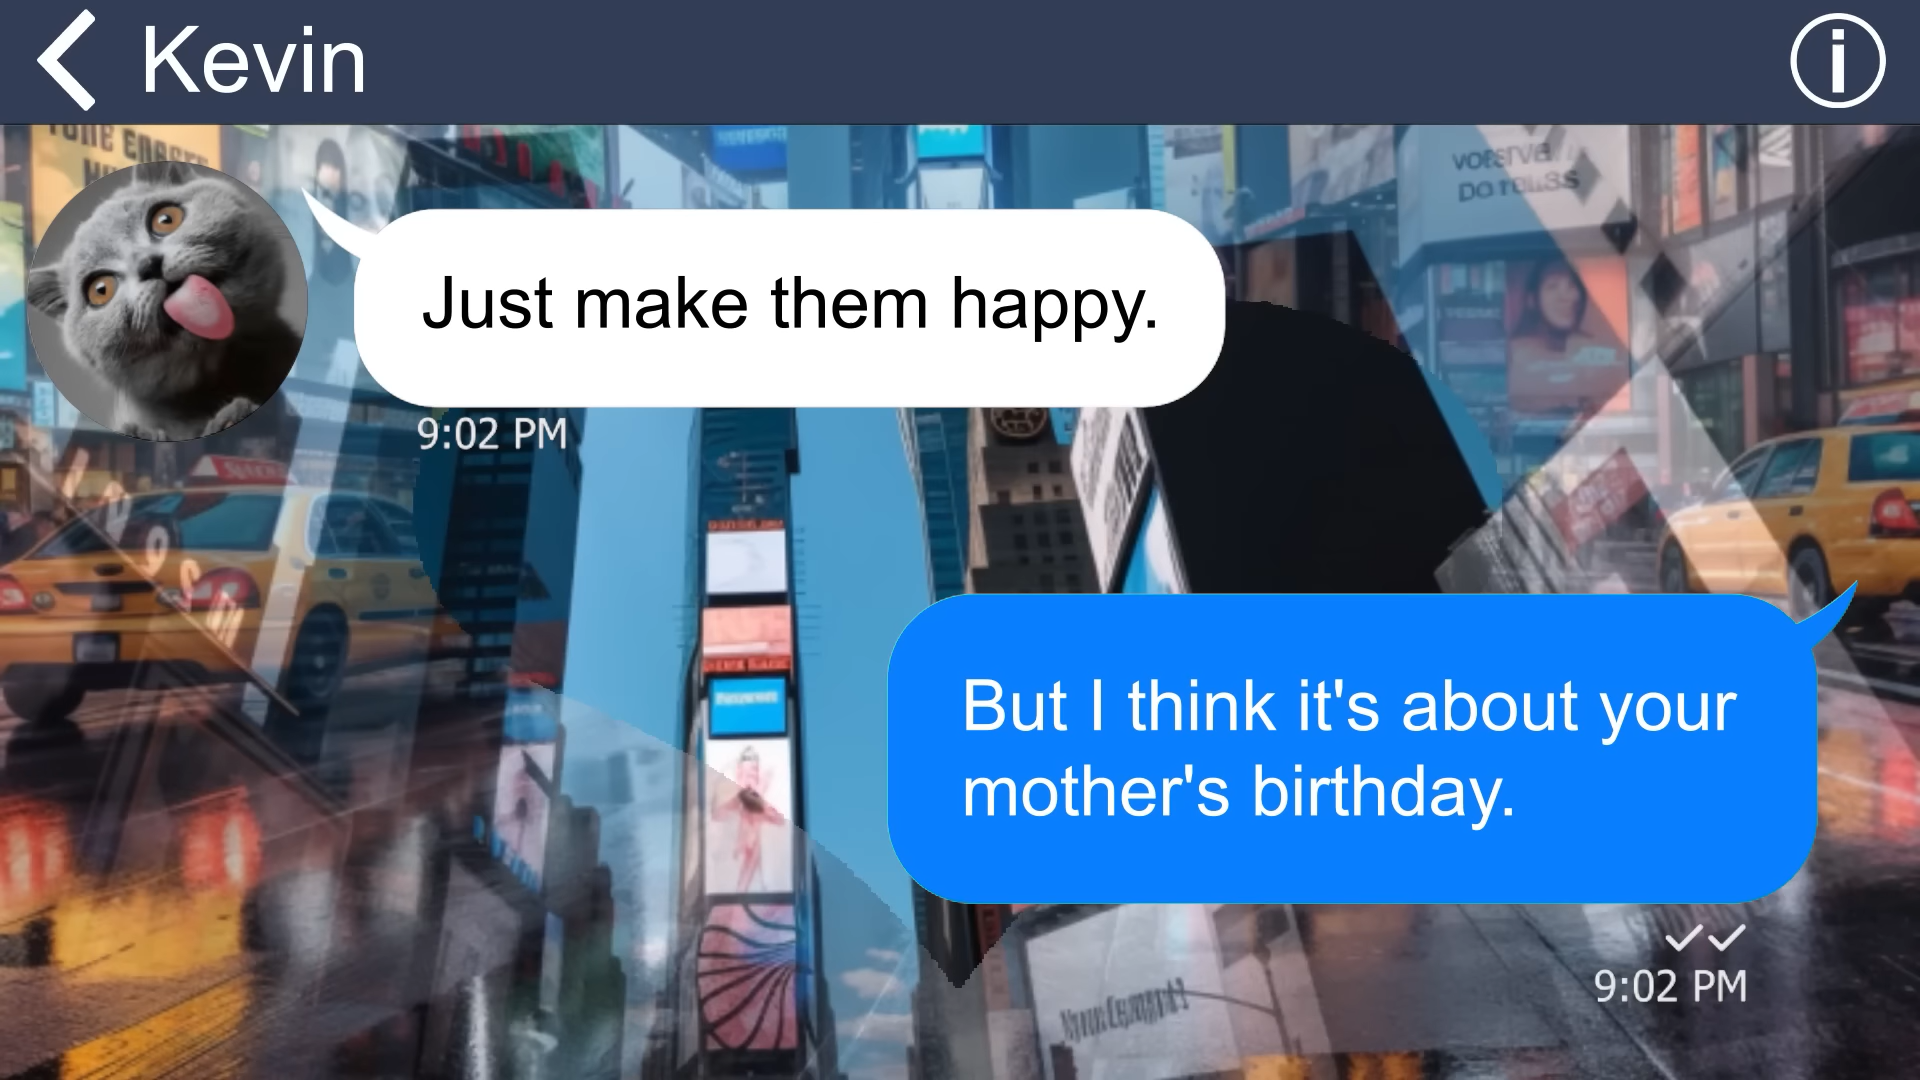 Kevin
Just make them happy.
9:02 PM
But I think it's about your
mother's birthday.
9:02 PM